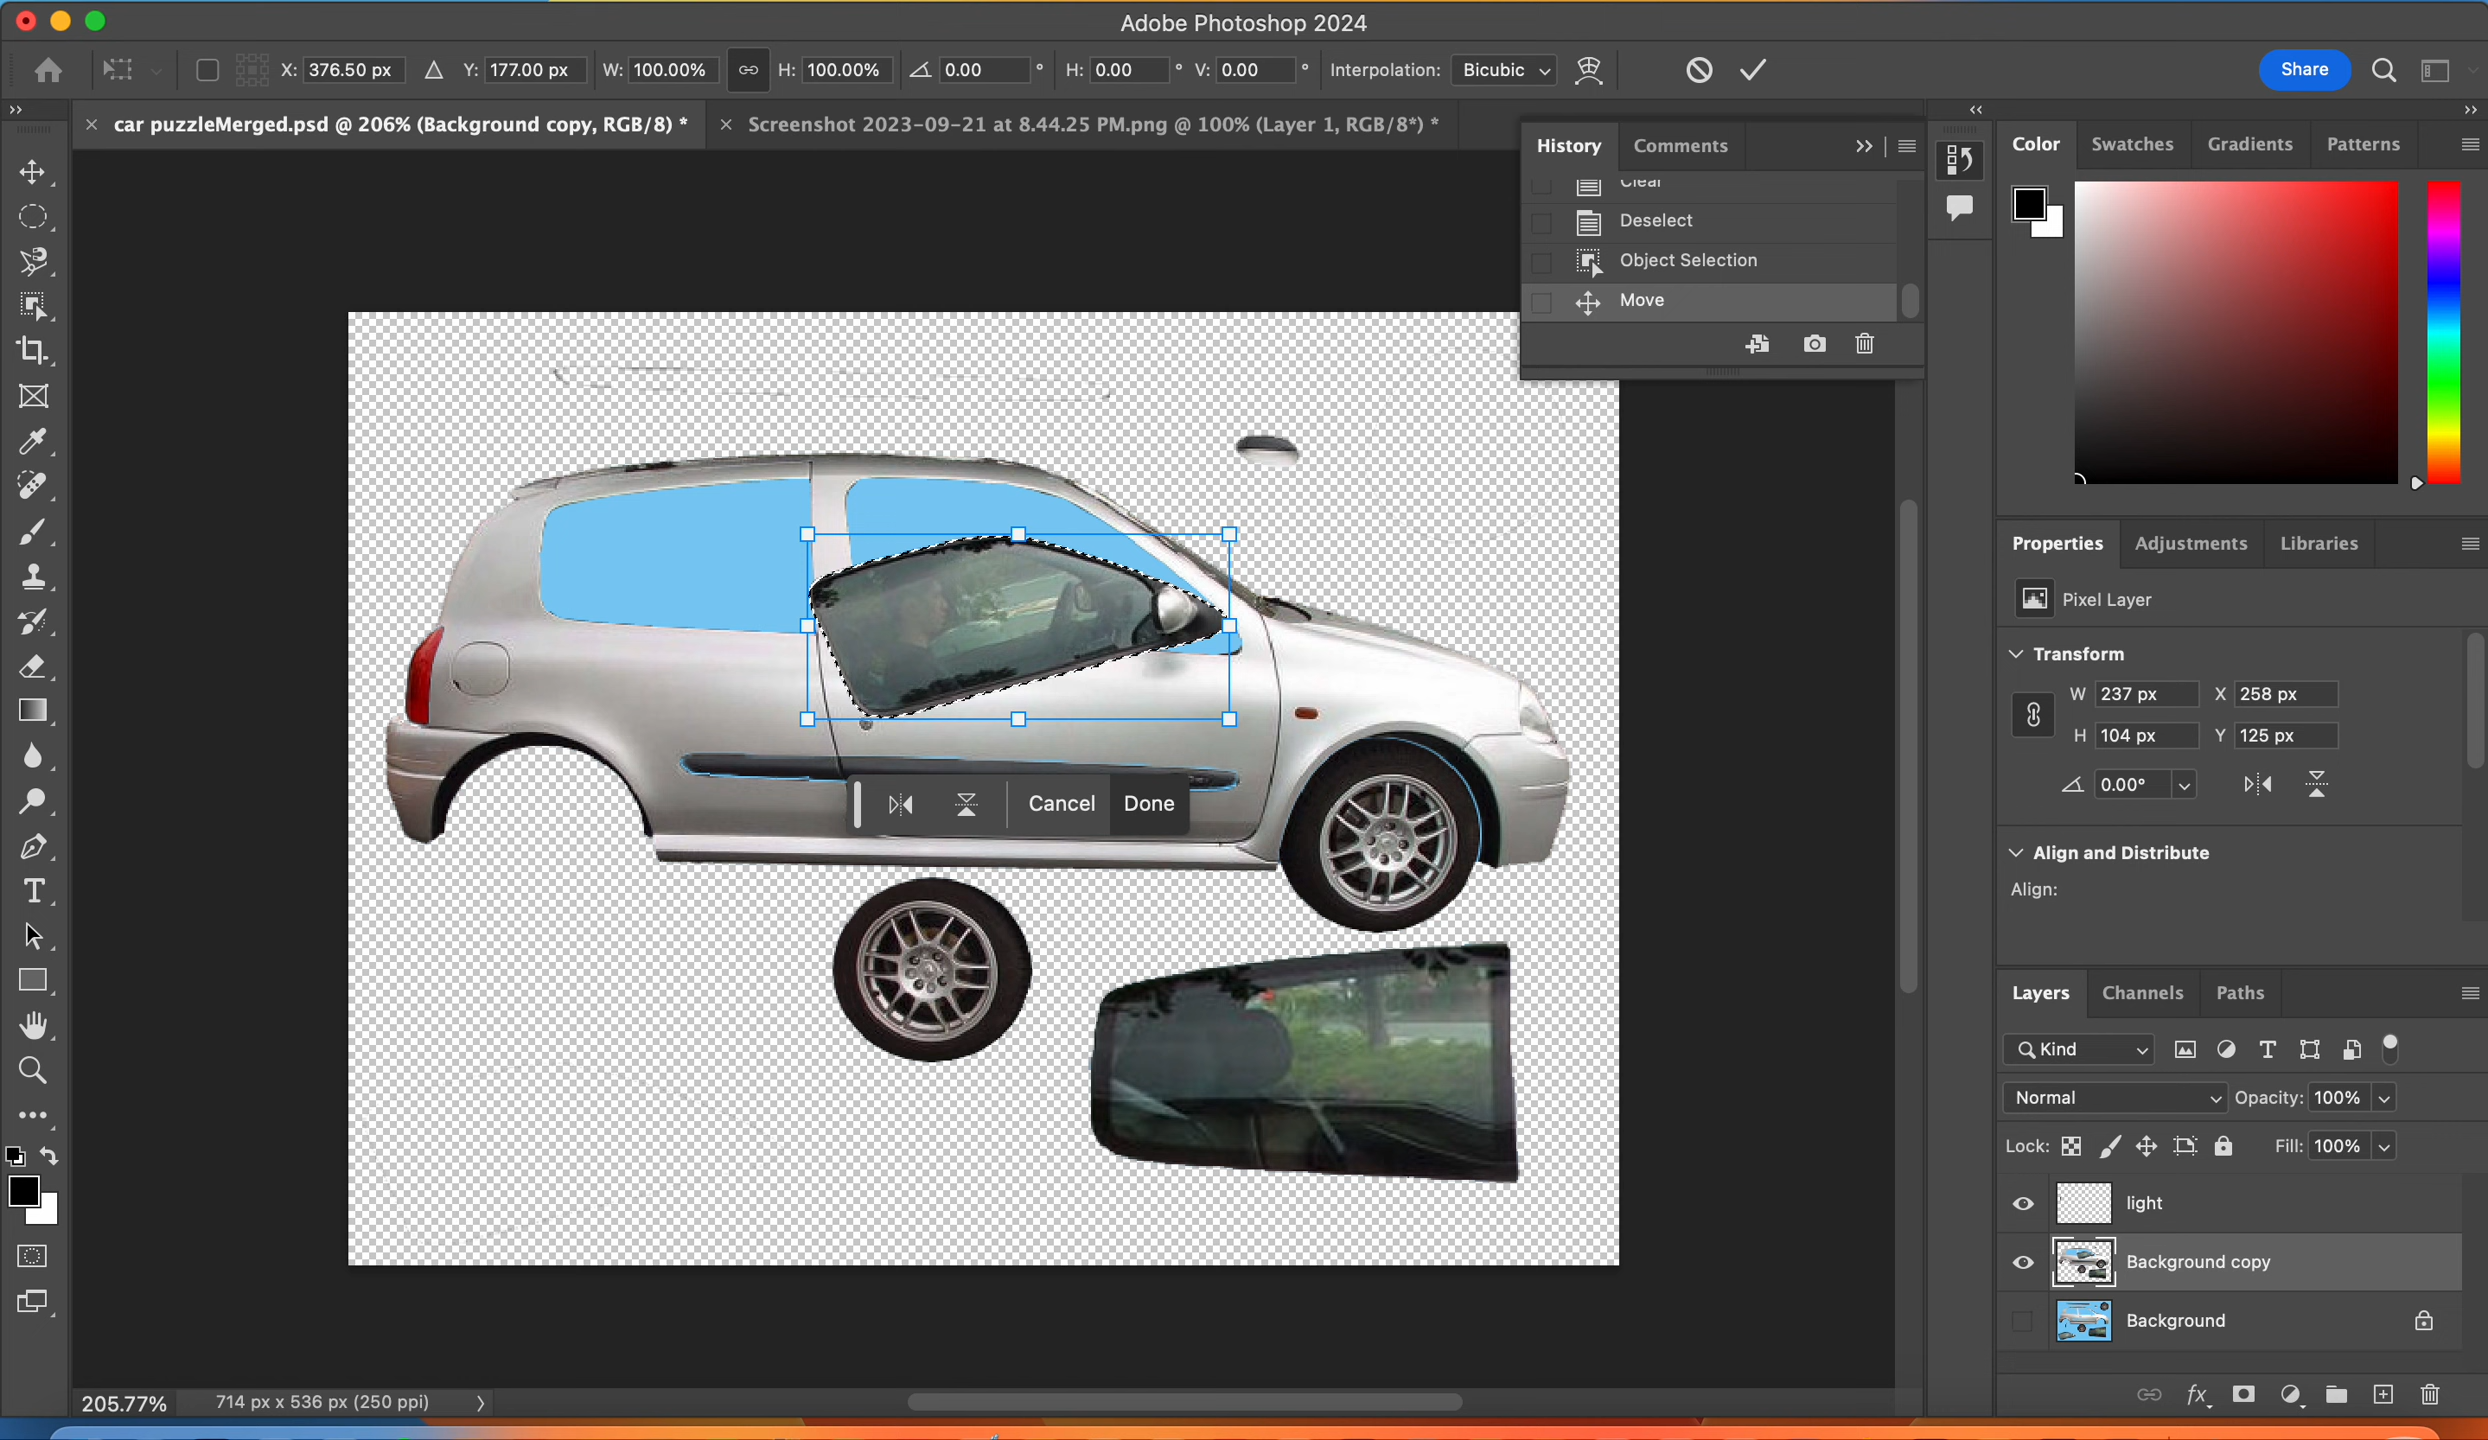 Adobe Photoshop 2024
X: 376.50 px Y: 177.00 px W: 100.00% H: 100.00% 0.00 ° H: 0.00 ° V: 0.00 ° Interpolation: Bicubic Share
car puzzleMerged.psd @ 206% (Background copy, RGB/8) * Screenshot 2023-09-21 at 8.44.25 PM.png @ 100% (Layer 1, RGB/8*) *
History Comments
Clear
Deselect
Object Selection
Move
Color Swatches Gradients Patterns
Properties Adjustments Libraries
Pixel Layer
Transform
W 237 px X 258 px
H 104 px Y 125 px
0.00°
Align and Distribute
Align:
Cancel Done
Layers Channels Paths
Kind
Normal Opacity: 100%
Lock: Fill: 100%
light
Background copy
Background
205.77% 714 px x 536 px (250 ppi)